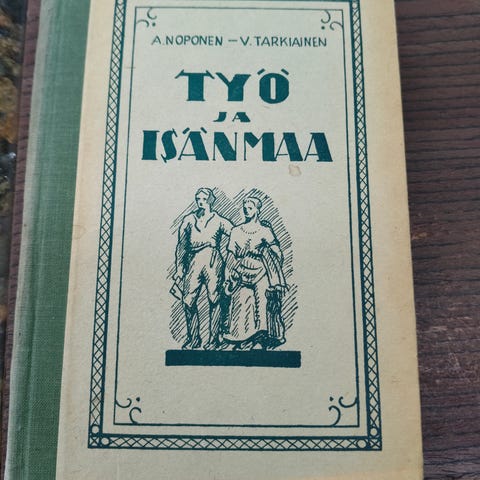 A. NOPONEN – V. TARKIAINEN
TYÖ
JA
ISÄNMAA